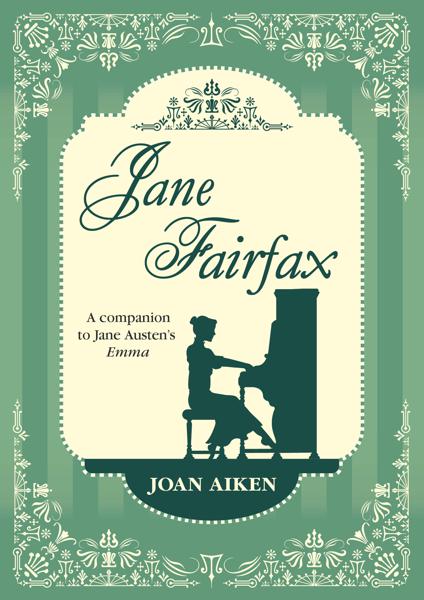 Jane
Fairfax
A companion
to Jane Austen's
Emma
JOAN AIKEN